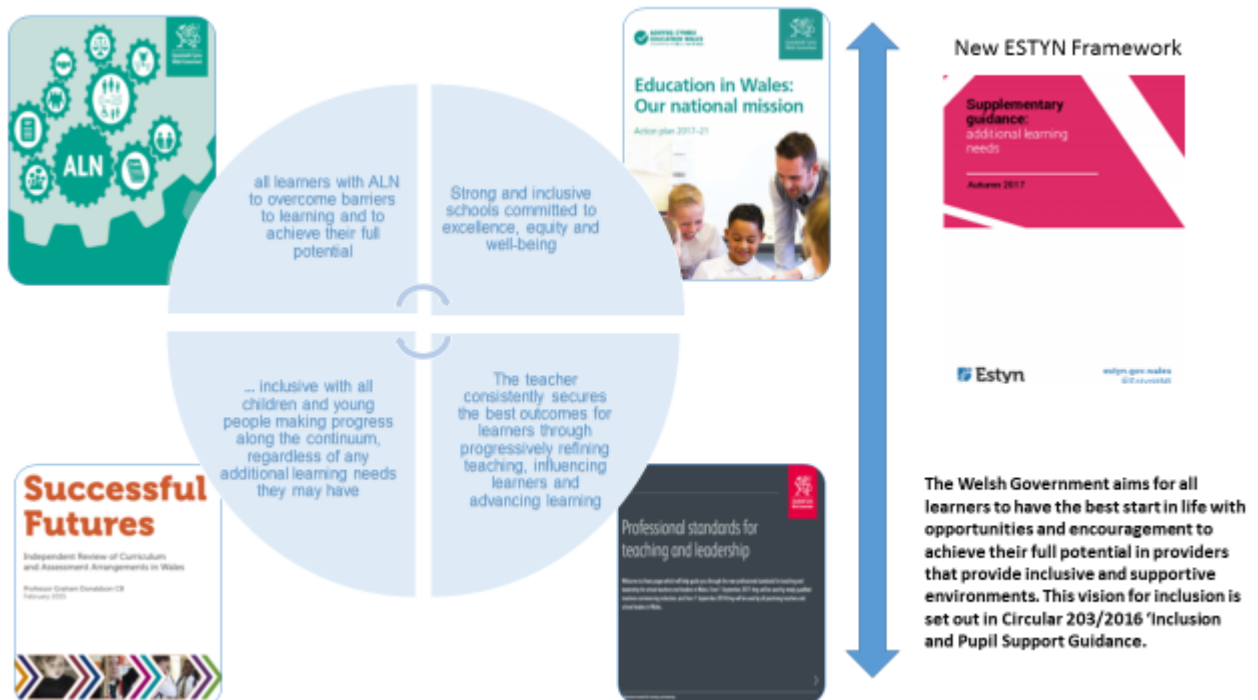 ALN
all learners with ALN
to overcome barriers
to learning and to
achieve their full
potential
Strong and inclusive
schools committed to
excellence, equity and
well-being
Education in Wales:
Our national mission
Action plan 2017-21
... inclusive with all
children and young
people making progress
along the continuum,
regardless of any
additional learning needs
they may have
The teacher
consistently secures
the best outcomes for
learners through
progressively refining
teaching, influencing
learners and
advancing learning
Successful
Futures
Independent Review of Curriculum
and Assessment Arrangements in Wales
Professor Graham Donaldson CB
February 2015
Professional standards for
teaching and leadership
New ESTYN Framework
Supplementary
guidance:
additional learning
needs
Autumn 2017
Estyn
estyn.gov.wales
The Welsh Government aims for all
learners to have the best start in life with
opportunities and encouragement to
achieve their full potential in providers
that provide inclusive and supportive
environments. This vision for inclusion is
set out in Circular 203/2016 ‘Inclusion
and Pupil Support Guidance.